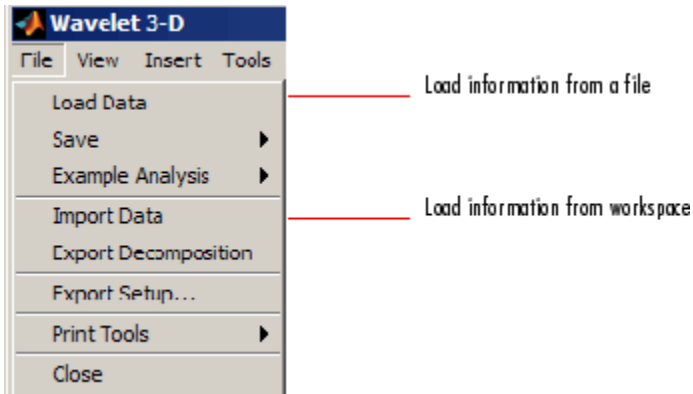 Wavelet 3-D
File View Insert Tools
Load Data
Load information from a file
Save
Example Analysis
Import Data
Load information from workspace
Export Decomposition
Export Setup...
Print Tools
Close